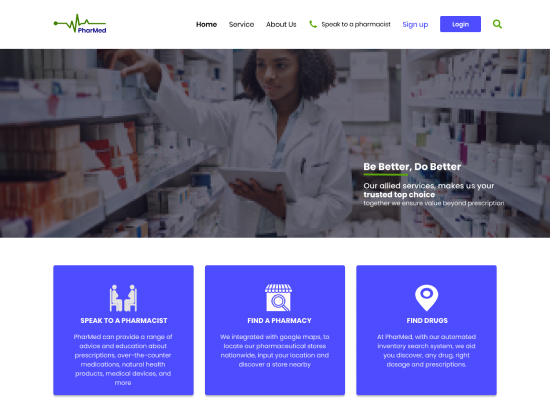 PharMed
Home Service About Us Speak to a pharmacist Sign up Login
Be Better, Do Better
Our allied services, makes us your
trusted top choice
together we ensure value beyond prescription
SPEAK TO A PHARMACIST
PharMed can provide a range of
advice and education about
prescriptions, over-the-counter
medications, natural health
products, medical devices, and
more
FIND A PHARMACY
We integrated with google maps, to
locate our pharmaceutical stores
nationwide, input your location and
discover a store nearby
FIND DRUGS
At PharMed, with our automated
inventory search system, we aid
you discover, any drug, right
dosage and prescriptions.